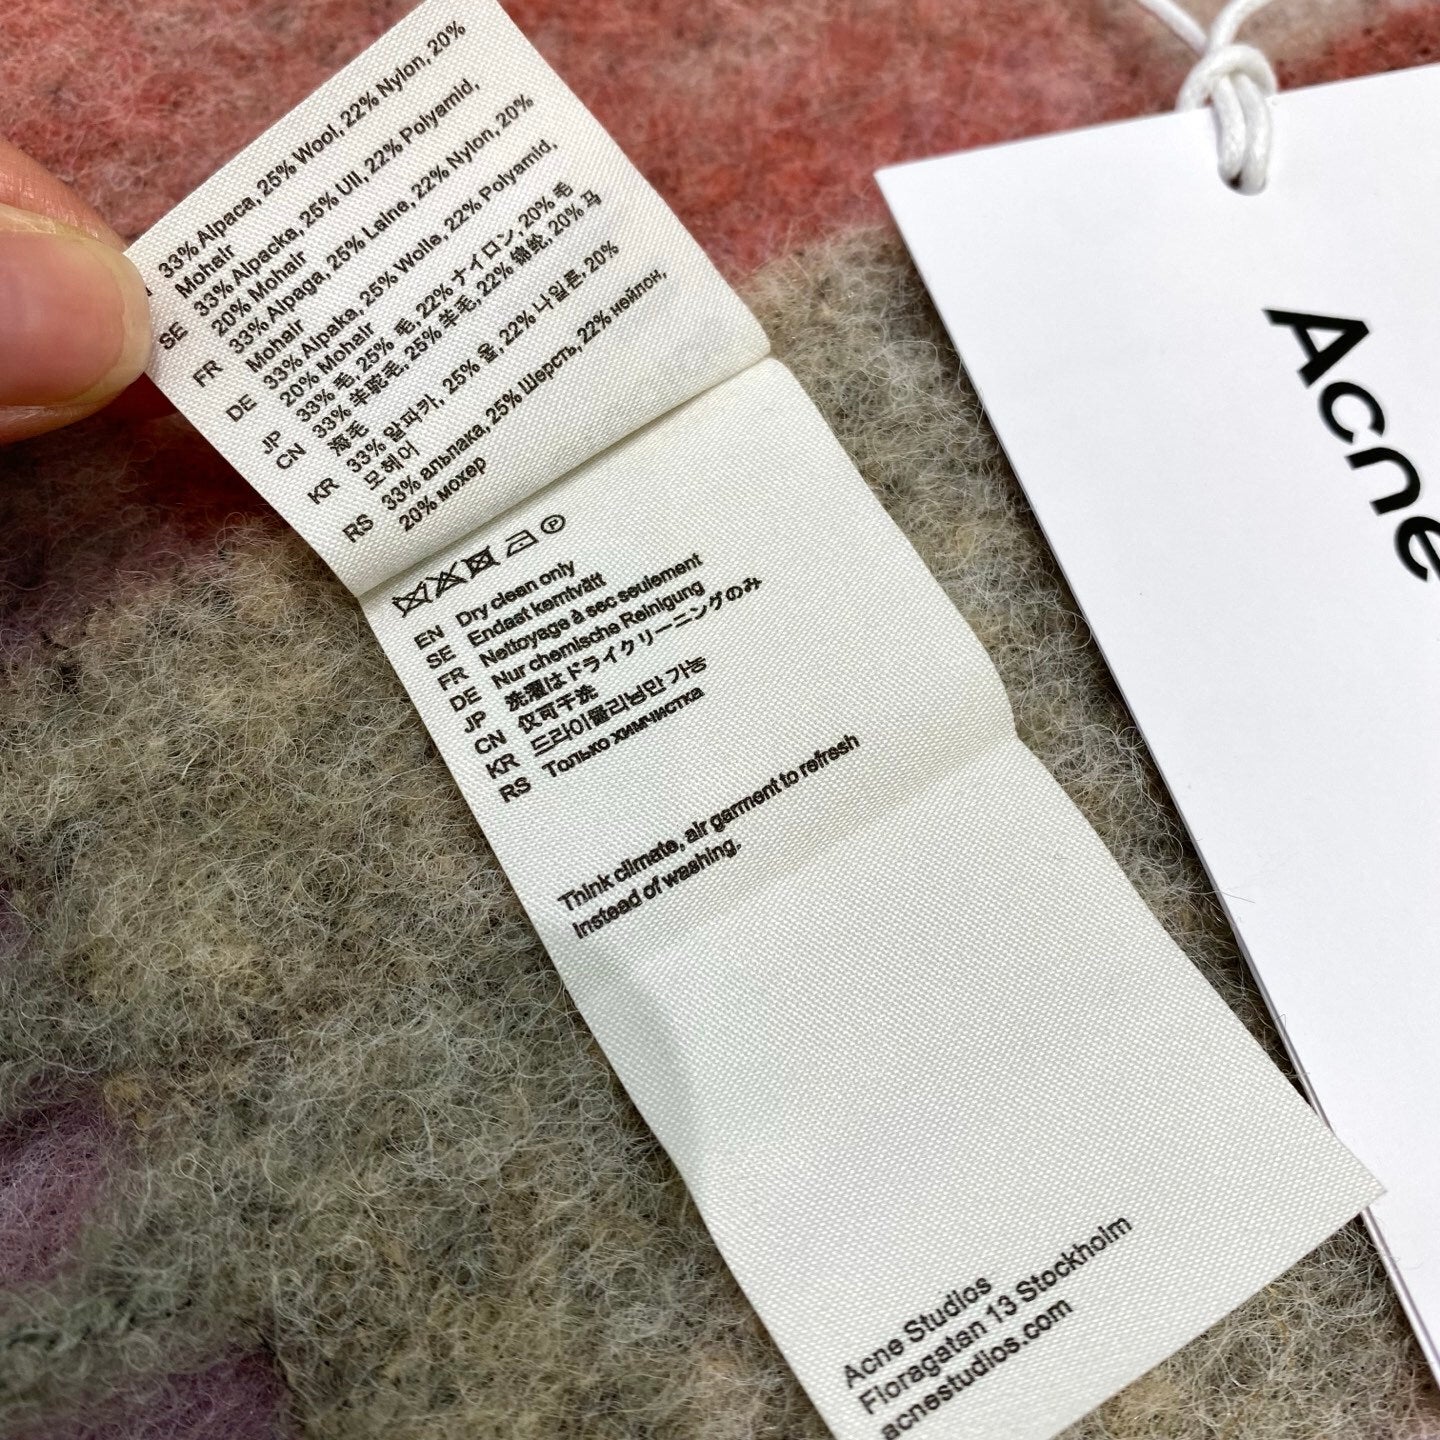 33% Alpaca, 25% Wool, 22% Nylon, 20%
Mohair
SE 33% Alpacka, 25% Ull, 22% Polyamid,
20% Mohair
FR 33% Alpaga, 25% Laine, 22% Nylon, 20%
Mohair
DE 33% Alpaka, 25% Wolle, 22% Polyamid,
20% Mohair
JP 33% 毛, 25% 毛, 22% ナイロン, 20% 毛
CN 33% 羊驼毛, 25% 羊毛, 22% 锦纶, 20% 马
海毛
KR 33% 알파카, 25% 울, 22% 나일론, 20%
모헤어
RS 33% альпака, 25% Шерсть, 22% нейлон,
20% мохер
P
EN Dry clean only
SE Endast kemtvätt
FR Nettoyage à sec seulement
DE Nur chemische Reinigung
JP 洗濯はドライクリーニングのみ
CN 仅可干洗
KR 드라이클리닝만 가능
RS Только химчистка
Think climate, air garment to refresh
instead of washing.
Acne Studios
Floragatan 13 Stockholm
acnestudios.com
Acne